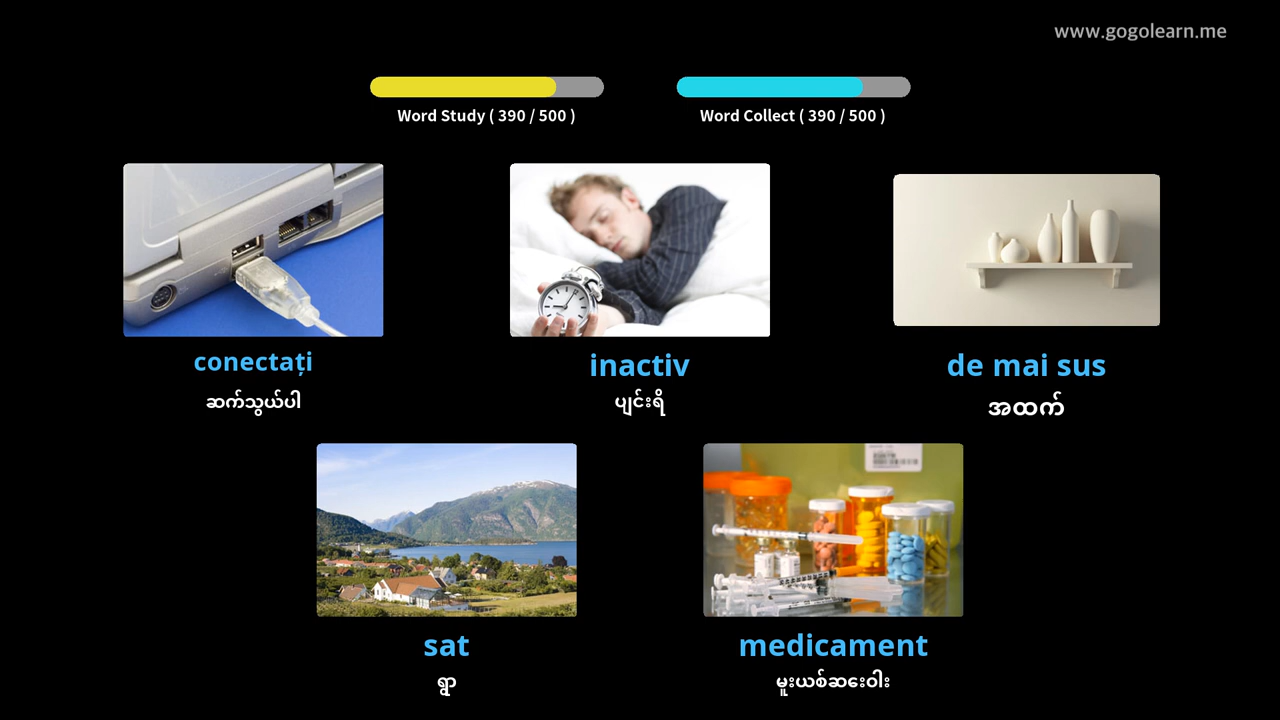 www.gogolearn.me
Word Study ( 390 / 500 )
Word Collect ( 390 / 500 )
conectați
ဆက်သွယ်ပါ
inactiv
ပျင်းရိ
de mai sus
အထက်
sat
ရွာ
medicament
မူးယစ်ဆေးဝါး